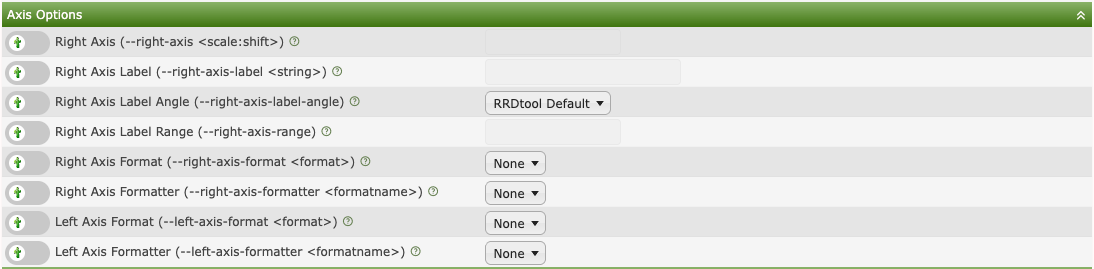 Axis Options
Right Axis (--right-axis <scale:shift>)
Right Axis Label (--right-axis-label <string>)
Right Axis Label Angle (--right-axis-label-angle) RRDtool Default
Right Axis Label Range (--right-axis-range)
Right Axis Format (--right-axis-format <format>) None
Right Axis Formatter (--right-axis-formatter <formatname>) None
Left Axis Format (--left-axis-format <format>) None
Left Axis Formatter (--left-axis-formatter <formatname>) None